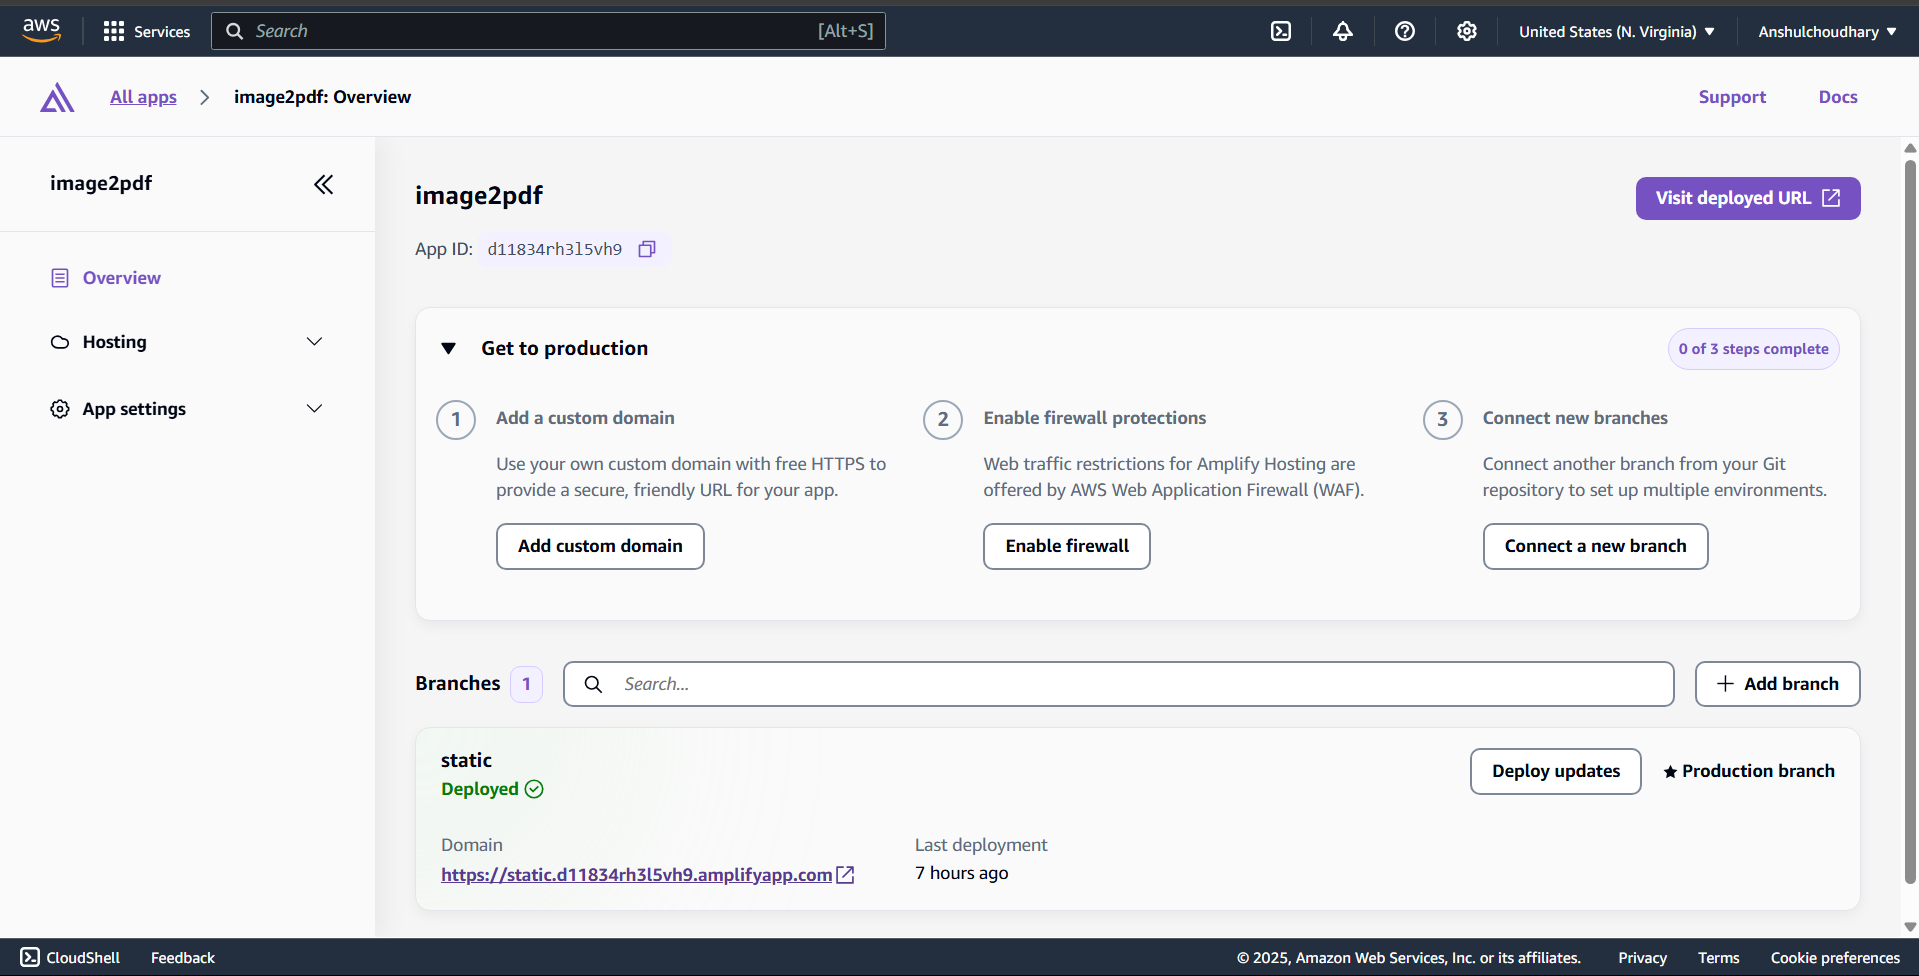 aws
Services
Search
[Alt+S]
United States (N. Virginia)
Anshulchoudhary
All apps
image2pdf: Overview
Support
Docs
image2pdf
Overview
Hosting
App settings
image2pdf
Visit deployed URL
App ID: d11834rh3l5vh9
Get to production
0 of 3 steps complete
1
Add a custom domain
Use your own custom domain with free HTTPS to
provide a secure, friendly URL for your app.
Add custom domain
2
Enable firewall protections
Web traffic restrictions for Amplify Hosting are
offered by AWS Web Application Firewall (WAF).
Enable firewall
3
Connect new branches
Connect another branch from your Git
repository to set up multiple environments.
Connect a new branch
Branches 1
Search...
Add branch
static
Deployed
Deploy updates
Production branch
Domain
https://static.d11834rh3l5vh9.amplifyapp.com
Last deployment
7 hours ago
CloudShell
Feedback
© 2025, Amazon Web Services, Inc. or its affiliates.
Privacy
Terms
Cookie preferences